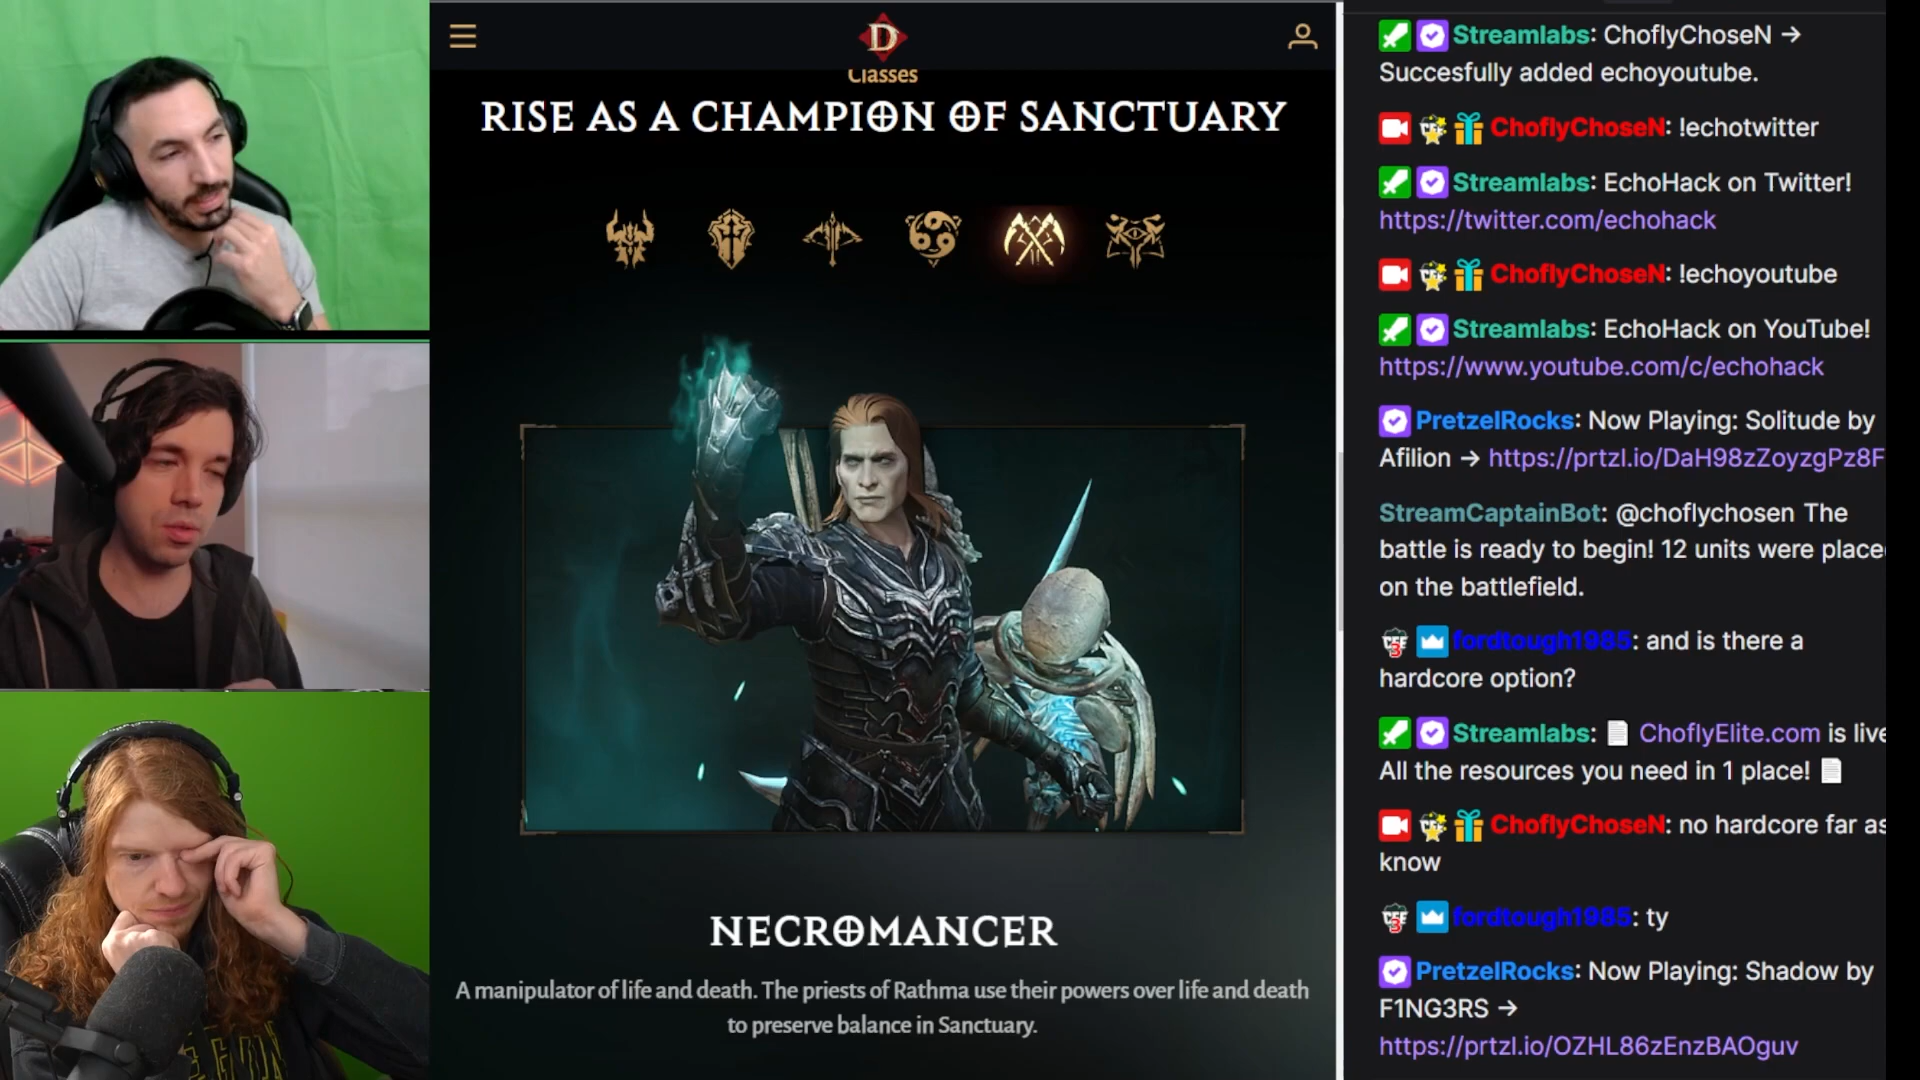 D
Classes
RISE AS A CHAMPION OF SANCTUARY
NECROMANCER
A manipulator of life and death. The priests of Rathma use their powers over life and death
to preserve balance in Sanctuary.
Streamlabs: ChoflyChoseN →
Succesfully added echoyoutube.
ChoflyChoseN: !echotwitter
Streamlabs: EchoHack on Twitter!
https://twitter.com/echohack
ChoflyChoseN: !echoyoutube
Streamlabs: EchoHack on YouTube!
https://www.youtube.com/c/echohack
PretzelRocks: Now Playing: Solitude by
Afilion → https://prtzl.io/DaH98zZoyzgPz8F
StreamCaptainBot: @choflychosen The
battle is ready to begin! 12 units were place
on the battlefield.
fordtough1985: and is there a
hardcore option?
Streamlabs: ChoflyElite.com is live
All the resources you need in 1 place!
ChoflyChoseN: no hardcore far as
know
fordtough1985: ty
PretzelRocks: Now Playing: Shadow by
F1NG3RS →
https://prtzl.io/OZHL86zEnzBAOguv